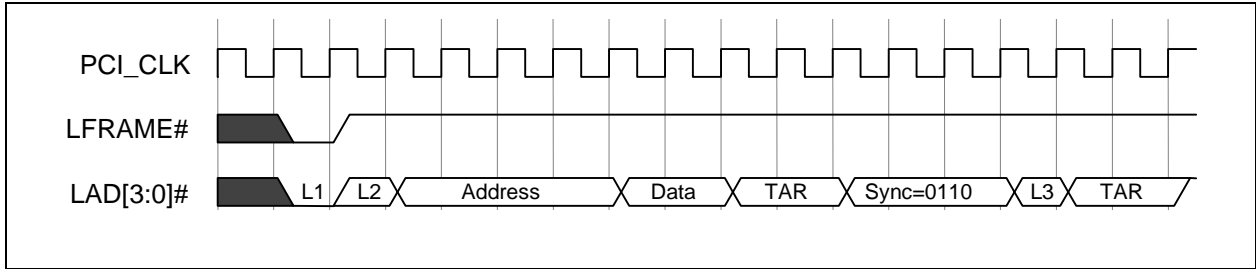 PCI_CLK
LFRAME#
LAD[3:0]# L1 L2 Address Data TAR Sync=0110 L3 TAR